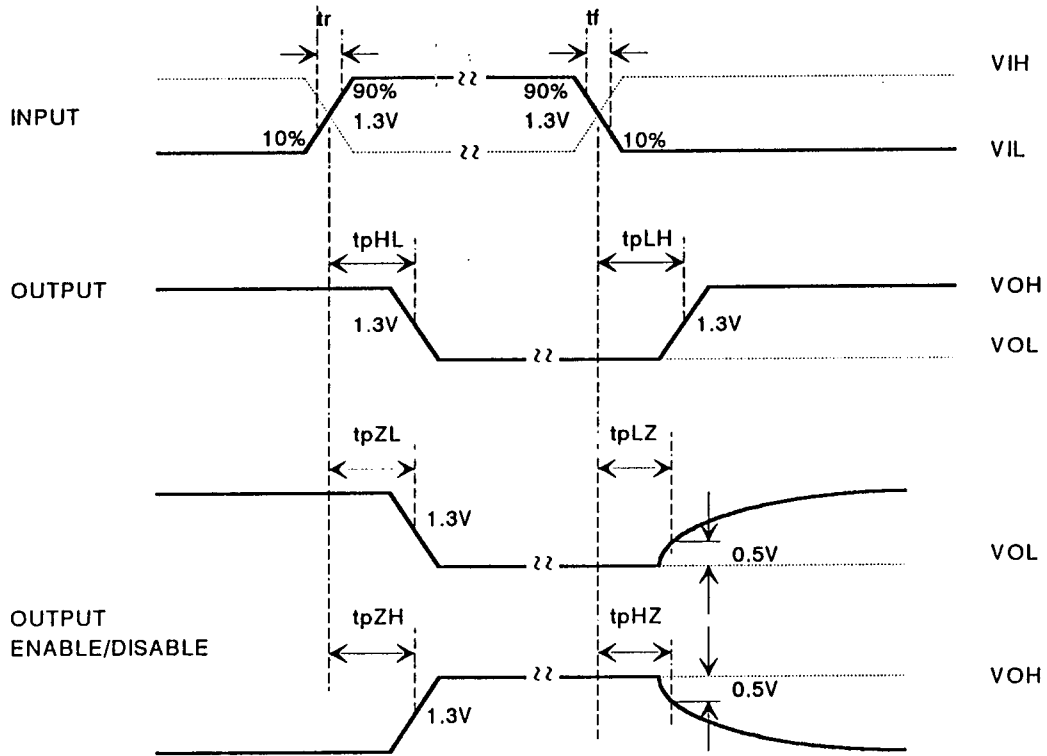 tr
tf
VIH
90%
90%
INPUT
1.3V
1.3V
10%
10%
VIL
tpHL
tpLH
OUTPUT
VOH
1.3V
1.3V
VOL
tpZL
tpLZ
1.3V
0.5V
VOL
OUTPUT
ENABLE/DISABLE
tpZH
tpHZ
VOH
0.5V
1.3V